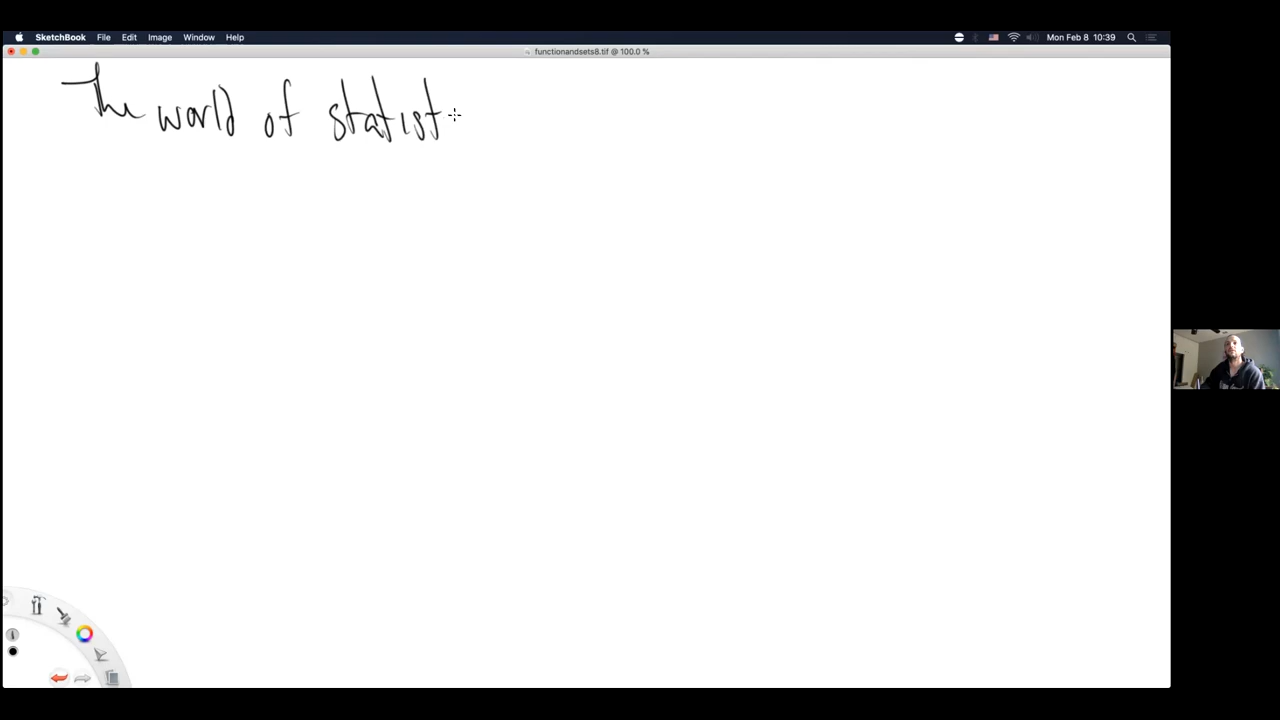 SketchBook File Edit Image Window Help Mon Feb 8 10:39
functionandsets8.tif @ 100.0 %
The world of statist